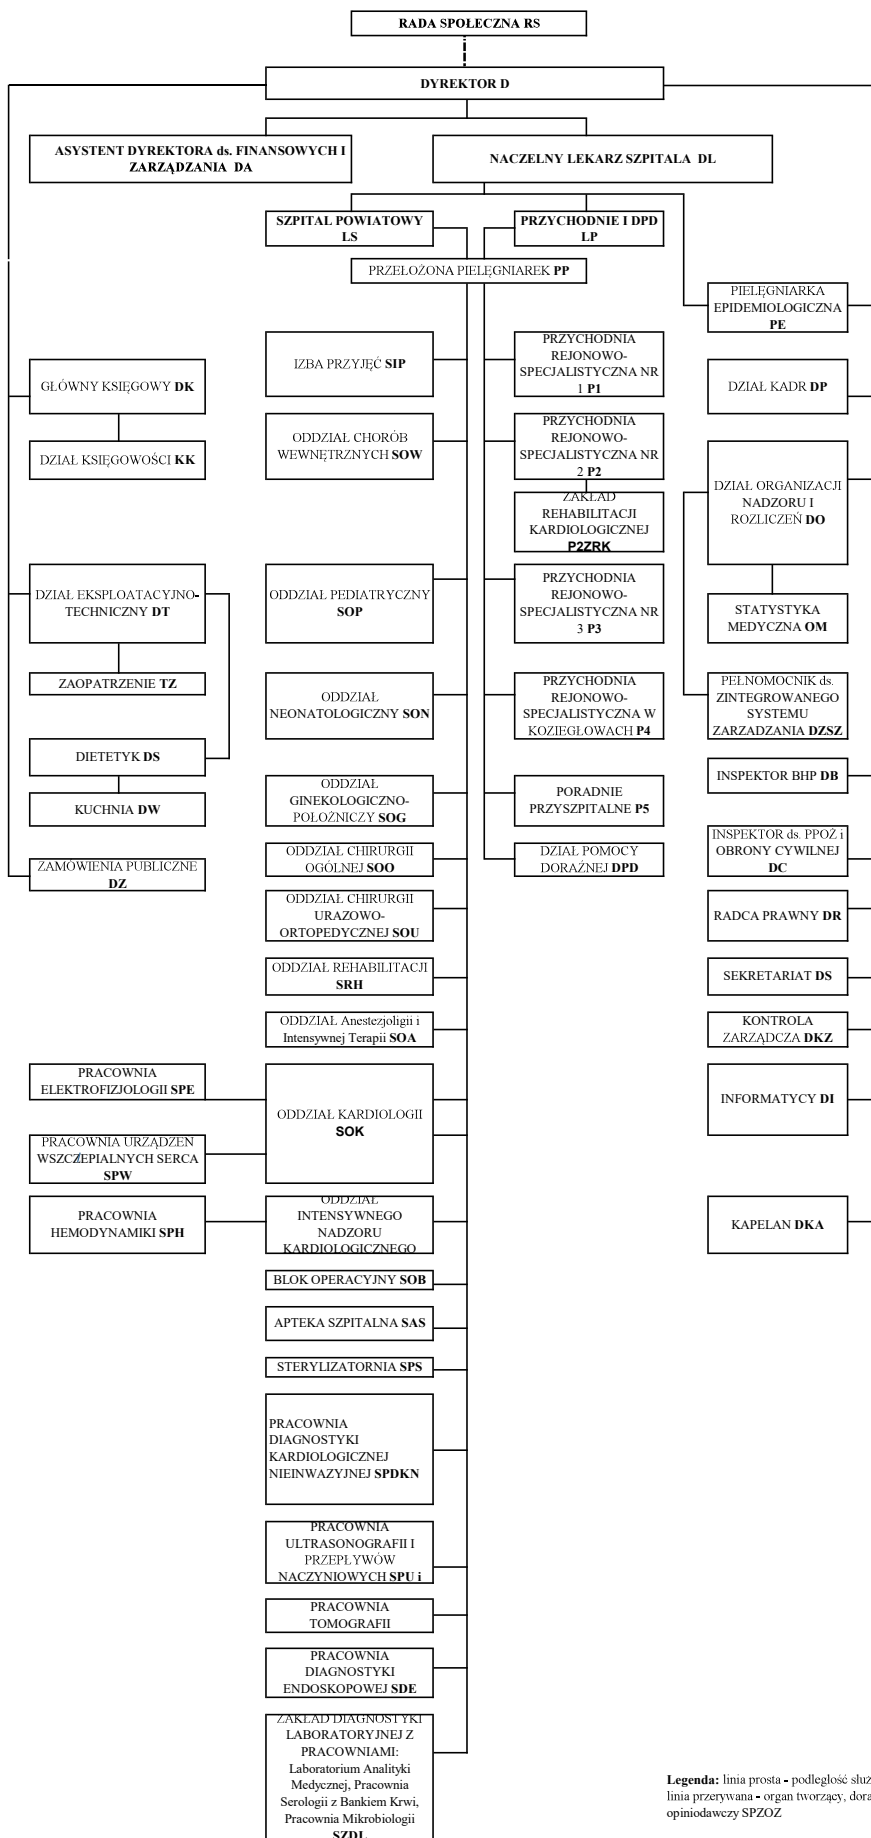 RADA SPOŁECZNA RS
DYREKTOR D
ASYSTENT DYREKTORA ds. FINANSOWYCH I
ZARZĄDZANIA DA
NACZELNY LEKARZ SZPITALA DL
SZPITAL POWIATOWY
LS
PRZYCHODNIE I DPD
LP
PRZEŁOŻONA PIELĘGNIAREK PP
PIELĘGNIARKA
EPIDEMIOLOGICZNA
PE
GŁÓWNY KSIĘGOWY DK
IZBA PRZYJĘĆ SIP
PRZYCHODNIA
REJONOWO-
SPECJALISTYCZNA NR
1 P1
DZIAŁ KADR DP
DZIAŁ KSIĘGOWOŚCI KK
ODDZIAŁ CHORÓB
WEWNĘTRZNYCH SOW
PRZYCHODNIA
REJONOWO-
SPECJALISTYCZNA NR
2 P2
DZIAŁ ORGANIZACJI
NADZORU I
ROZLICZEŃ DO
ZAKŁAD
REHABILITACJI
KARDIOLOGICZNEJ
P2ZRK
DZIAŁ EKSPLOATACYJNO-
TECHNICZNY DT
ODDZIAŁ PEDIATRYCZNY
SOP
PRZYCHODNIA
REJONOWO-
SPECJALISTYCZNA NR
3 P3
STATYSTYKA
MEDYCZNA OM
ZAOPATRZENIE TZ
ODDZIAŁ
NEONATOLOGICZNY SON
PRZYCHODNIA
REJONOWO-
SPECJALISTYCZNA W
KOZIEGŁOWACH P4
PEŁNOMOCNIK ds.
ZINTEGROWANEGO
SYSTEMU
ZARZADZANIA DZSZ
DIETETYK DS
KUCHNIA DW
ODDZIAŁ
GINEKOLOGICZNO-
POŁOŻNICZY SOG
PORADNIE
PRZYSZPITALNE P5
INSPEKTOR BHP DB
ZAMÓWIENIA PUBLICZNE
DZ
ODDZIAŁ CHIRURGII
OGÓLNEJ SOO
DZIAŁ POMOCY
DORAŹNEJ DPD
INSPEKTOR ds. PPOŻ i
OBRONY CYWILNEJ
DC
ODDZIAŁ CHIRURGII
URAZOWO-
ORTOPEDYCZNEJ SOU
RADCA PRAWNY DR
ODDZIAŁ REHABILITACJI
SRH
SEKRETARIAT DS
ODDZIAŁ Anestezjoligii i
Intensywnej Terapii SOA
KONTROLA
ZARZĄDCZA DKZ
PRACOWNIA
ELEKTROFIZJOLOGII SPE
ODDZIAŁ KARDIOLOGII
SOK
INFORMATYCY DI
PRACOWNIA URZĄDZEŃ
WSZCZEPIALNYCH SERCA
SPW
PRACOWNIA
HEMODYNAMIKI SPH
ODDZIAŁ
INTENSYWNEGO
NADZORU
KARDIOLOGICZNEGO
KAPELAN DKA
BLOK OPERACYJNY SOB
APTEKA SZPITALNA SAS
STERYLIZATORNIA SPS
PRACOWNIA
DIAGNOSTYKI
KARDIOLOGICZNEJ
NIEINWAZYJNEJ SPDKN
PRACOWNIA
ULTRASONOGRAFII I
PRZEPŁYWÓW
NACZYNIOWYCH SPU i
PRACOWNIA
TOMOGRAFII
PRACOWNIA
DIAGNOSTYKI
ENDOSKOPOWEJ SDE
ZAKŁAD DIAGNOSTYKI
LABORATORYJNEJ Z
PRACOWNIAMI:
Laboratorium Analityki
Medycznej, Pracownia
Serologii z Bankiem Krwi,
Pracownia Mikrobiologii
SZDL
Legenda: linia prosta - podległość służ
linia przerywana - organ tworzący, dora
opiniodawczy SPZOZ